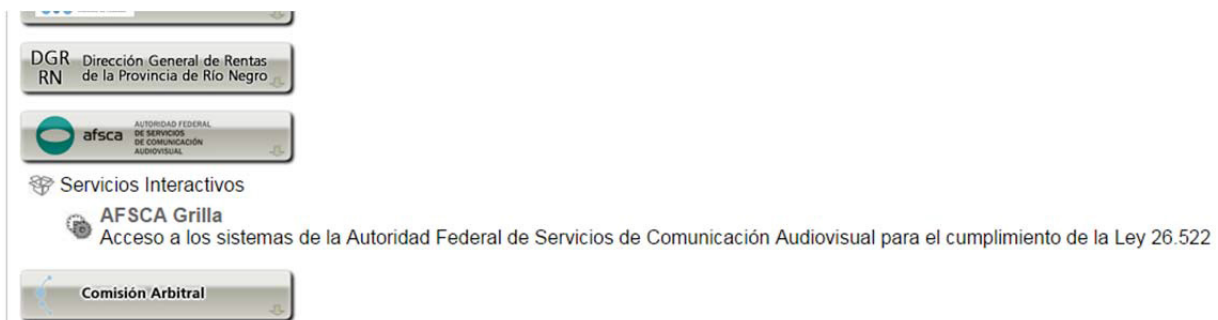 DGR RN Dirección General de Rentas
de la Provincia de Río Negro
afsca
AUTORIDAD FEDERAL
DE SERVICIOS
DE COMUNICACIÓN
AUDIOVISUAL
Servicios Interactivos
AFSCA Grilla
Acceso a los sistemas de la Autoridad Federal de Servicios de Comunicación Audiovisual para el cumplimiento de la Ley 26.522
Comisión Arbitral